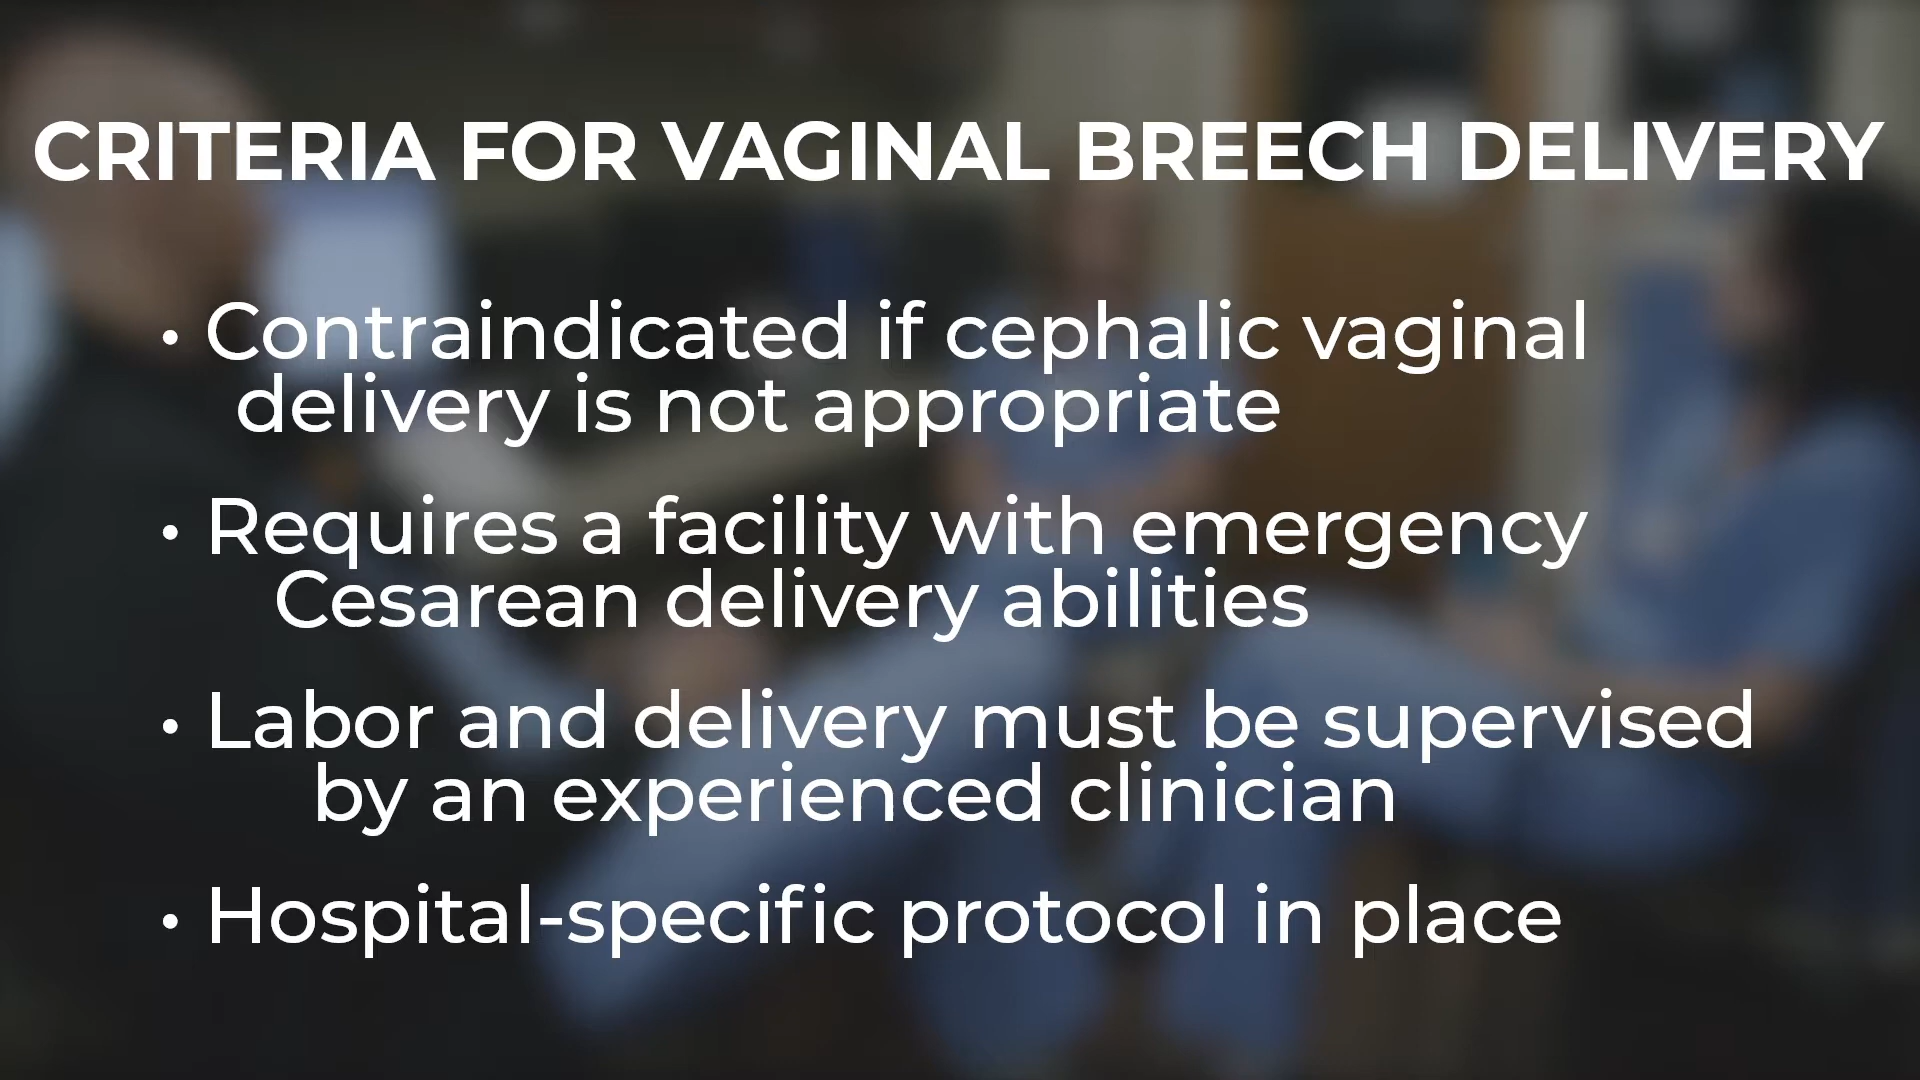 CRITERIA FOR VAGINAL BREECH DELIVERY
• Contraindicated if cephalic vaginal
delivery is not appropriate
• Requires a facility with emergency
Cesarean delivery abilities
• Labor and delivery must be supervised
by an experienced clinician
• Hospital-specific protocol in place